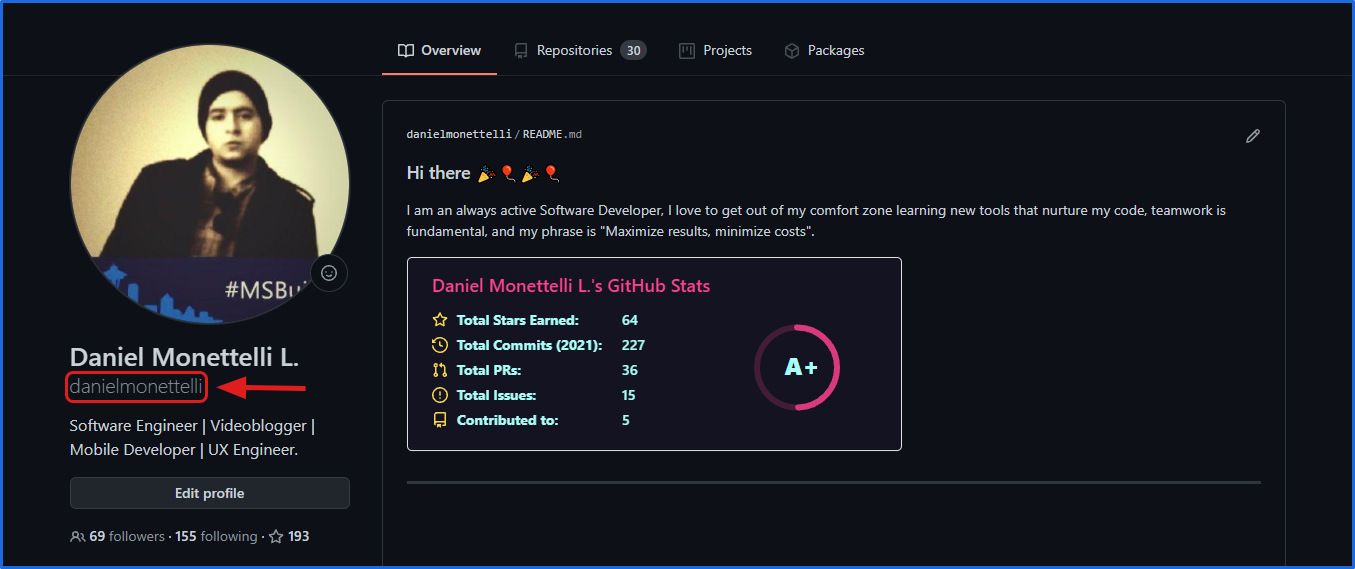 Overview
Repositories 30
Projects
Packages
danielmonettelli/README.md
Hi there 🎉🎈🎉🎈
I am an always active Software Developer, I love to get out of my comfort zone learning new tools that nurture my code, teamwork is
fundamental, and my phrase is "Maximize results, minimize costs".
Daniel Monettelli L.'s GitHub Stats
Total Stars Earned: 64
Total Commits (2021): 227
Total PRs: 36
Total Issues: 15
Contributed to: 5
A+
#MSBui
Daniel Monettelli L.
danielmonettelli
Software Engineer | Videoblogger |
Mobile Developer | UX Engineer.
Edit profile
69 followers · 155 following · 193